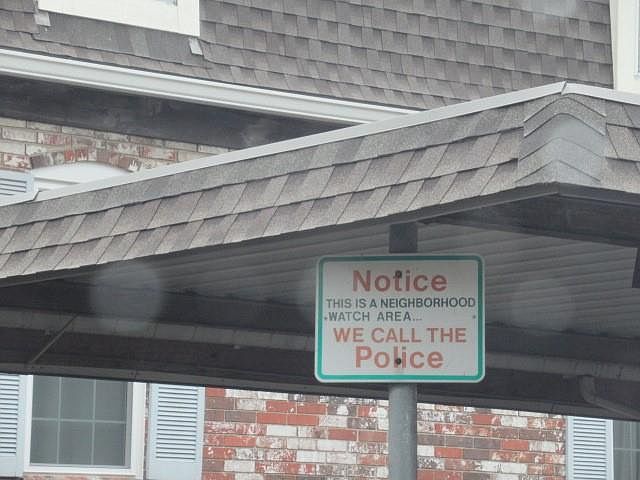 Notice
THIS IS A NEIGHBORHOOD
WATCH AREA...
WE CALL THE
Police